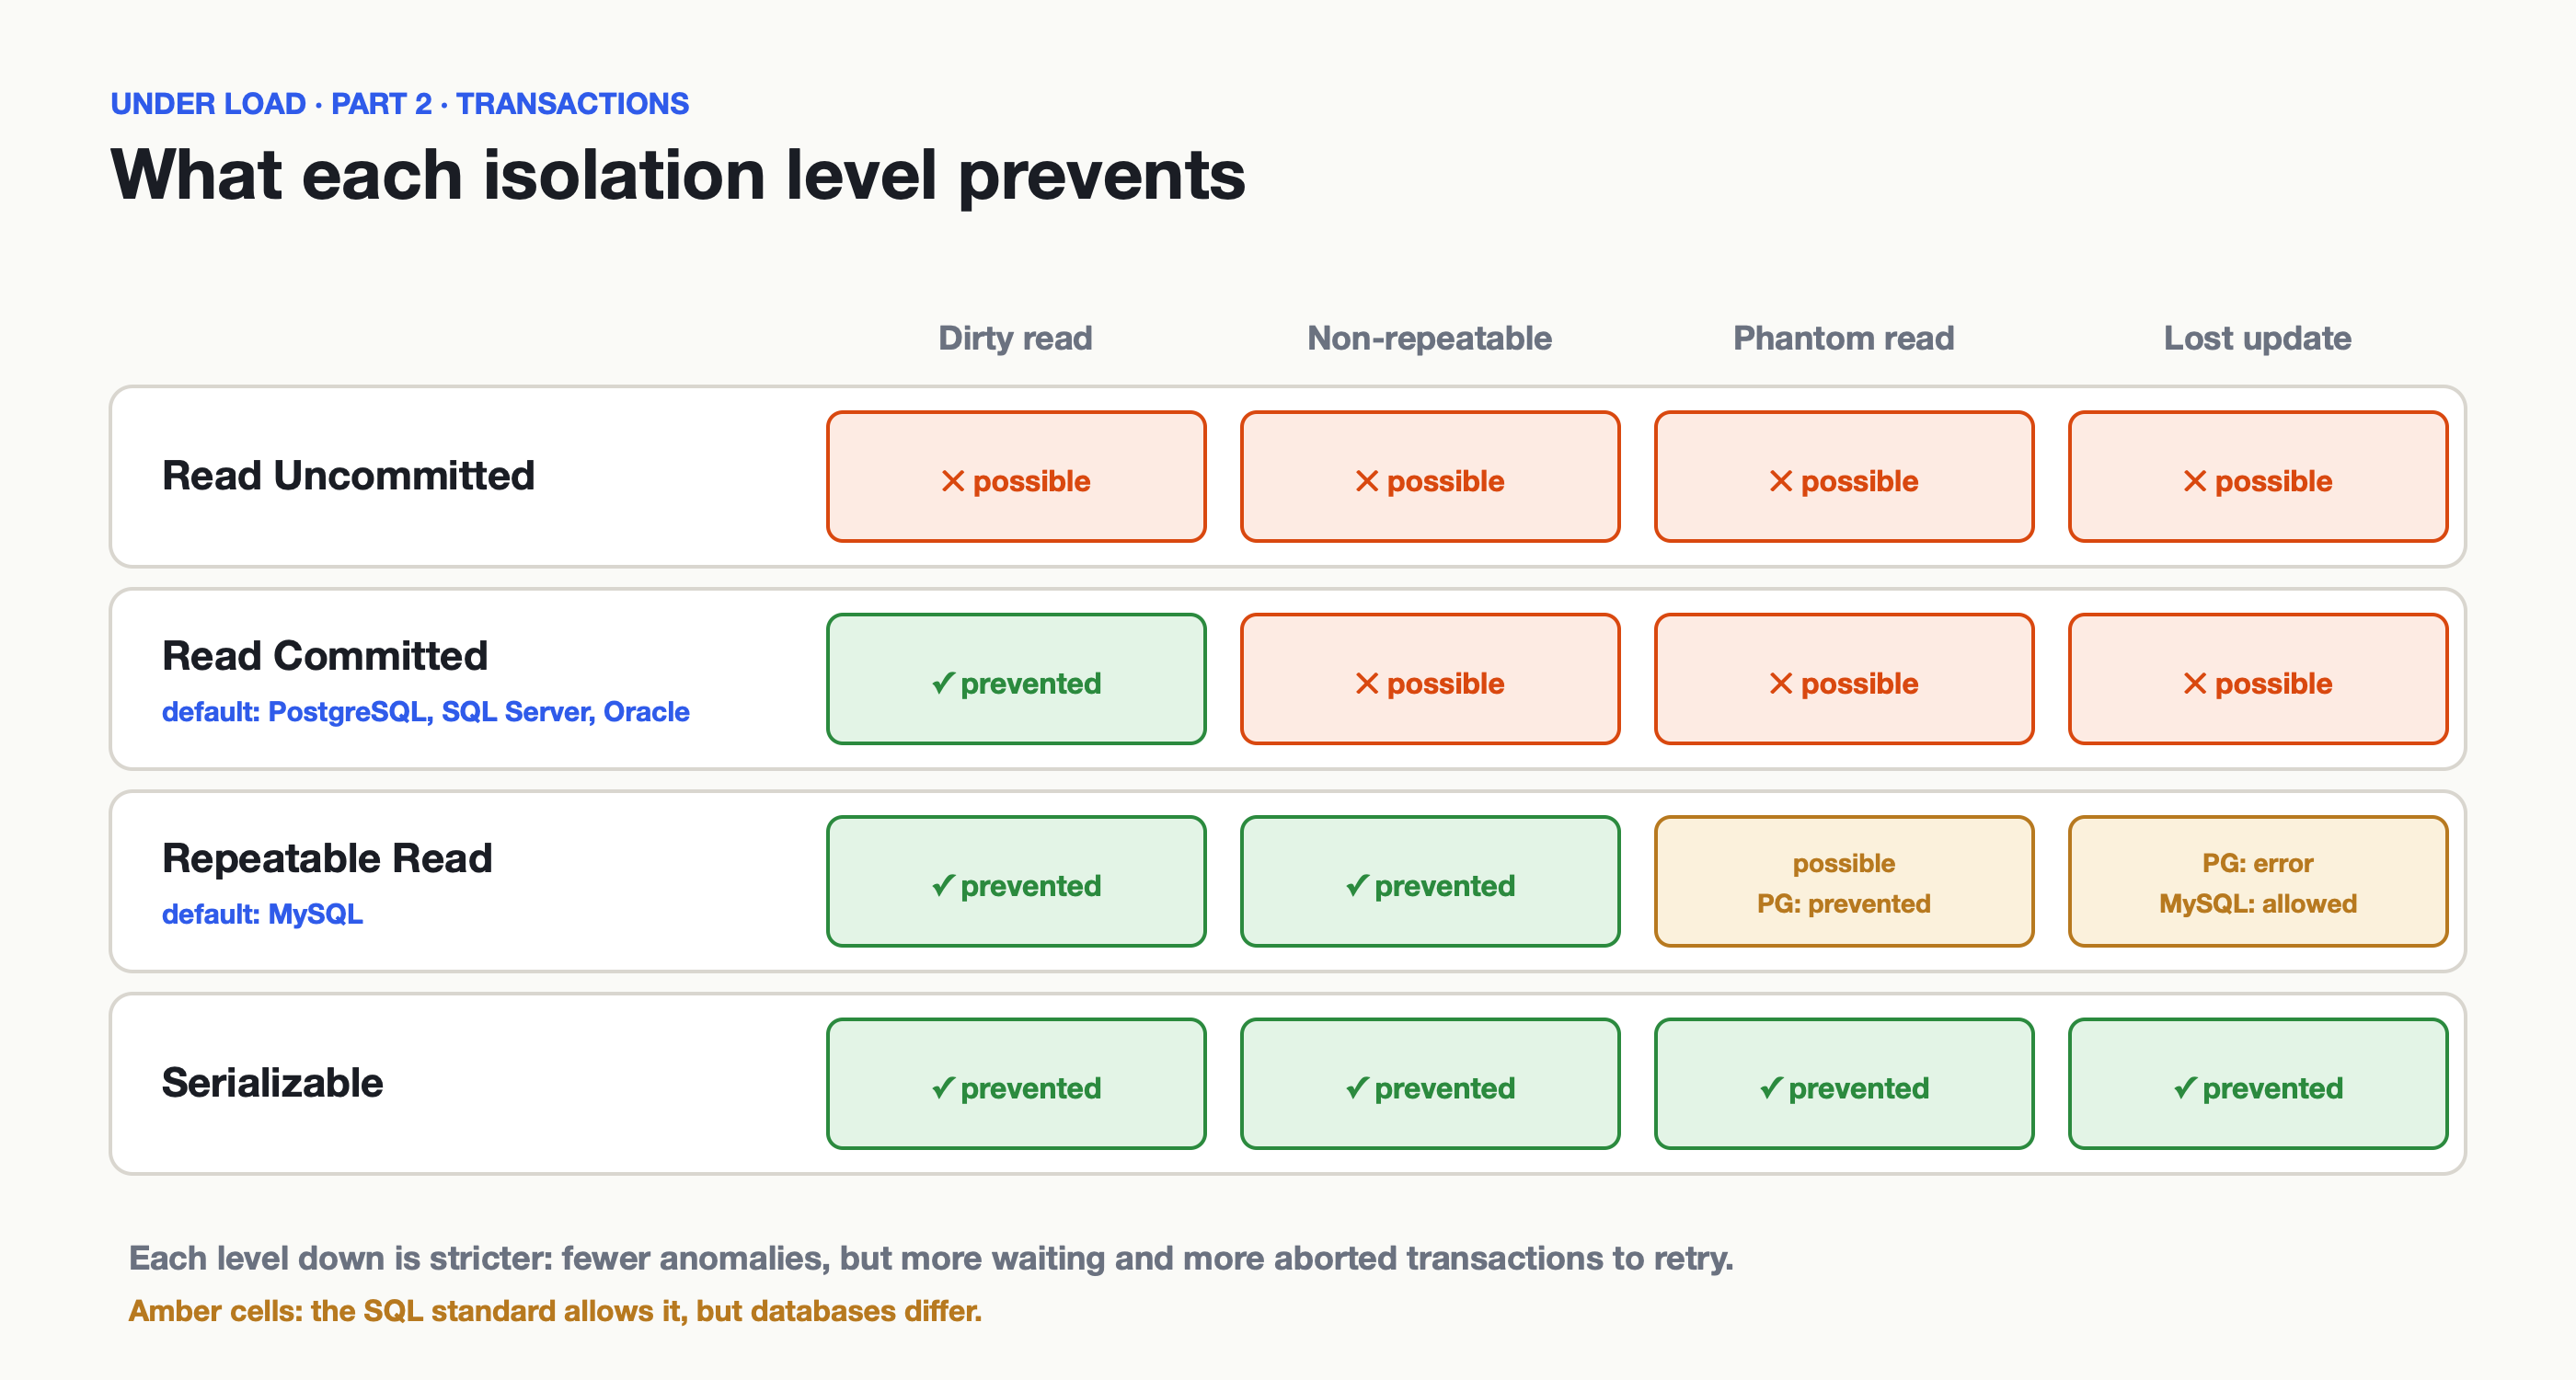 UNDER LOAD · PART 2 · TRANSACTIONS
What each isolation level prevents
Dirty read Non-repeatable Phantom read Lost update
Read Uncommitted
✕ possible ✕ possible ✕ possible ✕ possible
Read Committed
default: PostgreSQL, SQL Server, Oracle
✓ prevented ✕ possible ✕ possible ✕ possible
Repeatable Read
default: MySQL
✓ prevented ✓ prevented
possible
PG: prevented
PG: error
MySQL: allowed
Serializable
✓ prevented ✓ prevented ✓ prevented ✓ prevented
Each level down is stricter: fewer anomalies, but more waiting and more aborted transactions to retry.
Amber cells: the SQL standard allows it, but databases differ.